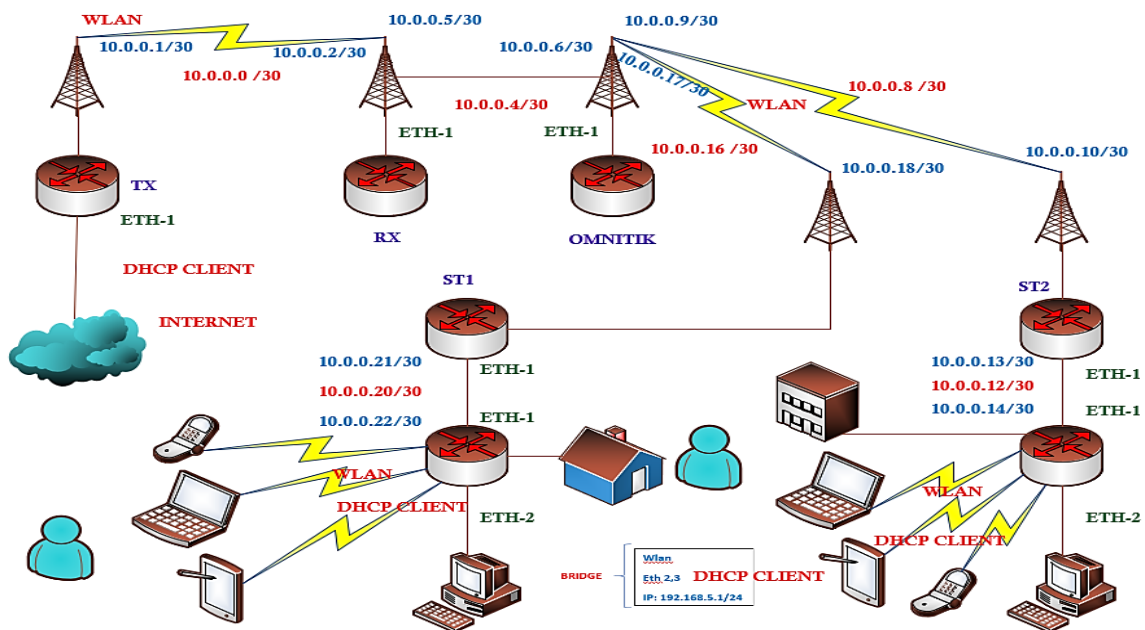 WLAN
10.0.0.1/30
10.0.0.2/30
10.0.0.0 /30
10.0.0.5/30
10.0.0.6/30
10.0.0.9/30
10.0.0.17/30
10.0.0.4/30
WLAN
10.0.0.8 /30
10.0.0.16 /30
10.0.0.18/30
10.0.0.10/30
ETH-1
ETH-1
TX
ETH-1
RX
OMNITIK
DHCP CLIENT
INTERNET
ST1
ST2
10.0.0.21/30
ETH-1
10.0.0.20/30
10.0.0.22/30
ETH-1
10.0.0.13/30
ETH-1
10.0.0.12/30
10.0.0.14/30
ETH-1
WLAN
DHCP CLIENT
ETH-2
WLAN
ETH-2
DHCP CLIENT
BRIDGE
Wlan
Eth 2,3
DHCP CLIENT
IP: 192.168.5.1/24